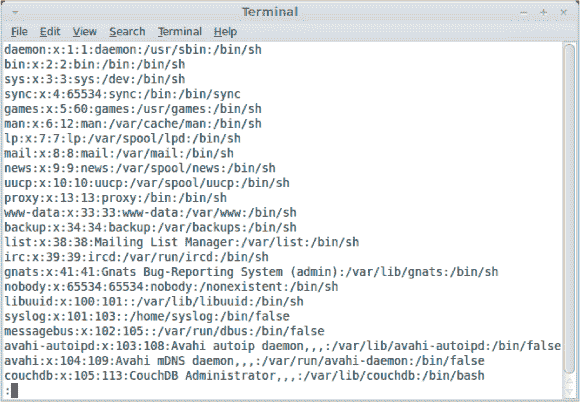 Terminal
File Edit View Search Terminal Help
daemon:x:1:1:daemon:/usr/sbin:/bin/sh
bin:x:2:2:bin:/bin:/bin/sh
sys:x:3:3:sys:/dev:/bin/sh
sync:x:4:65534:sync:/bin:/bin/sync
games:x:5:60:games:/usr/games:/bin/sh
man:x:6:12:man:/var/cache/man:/bin/sh
lp:x:7:7:lp:/var/spool/lpd:/bin/sh
mail:x:8:8:mail:/var/mail:/bin/sh
news:x:9:9:news:/var/spool/news:/bin/sh
uucp:x:10:10:uucp:/var/spool/uucp:/bin/sh
proxy:x:13:13:proxy:/bin:/bin/sh
www-data:x:33:33:www-data:/var/www:/bin/sh
backup:x:34:34:backup:/var/backups:/bin/sh
list:x:38:38:Mailing List Manager:/var/list:/bin/sh
irc:x:39:39:ircd:/var/run/ircd:/bin/sh
gnats:x:41:41:Gnats Bug-Reporting System (admin):/var/lib/gnats:/bin/sh
nobody:x:65534:65534:nobody:/nonexistent:/bin/sh
libuuid:x:100:101::/var/lib/libuuid:/bin/sh
syslog:x:101:103::/home/syslog:/bin/false
messagebus:x:102:105::/var/run/dbus:/bin/false
avahi-autoipd:x:103:108:Avahi autoip daemon,,,:/var/lib/avahi-autoipd:/bin/false
avahi:x:104:109:Avahi mDNS daemon,,,:/var/run/avahi-daemon:/bin/false
couchdb:x:105:113:CouchDB Administrator,,,:/var/lib/couchdb:/bin/bash
: